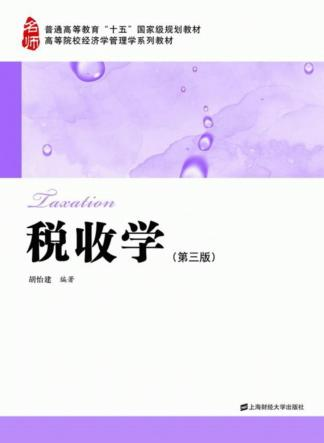 名师
普通高等教育“十五”国家级规划教材
高等院校经济学管理学系列教材
Taxation
税收学(第三版)
胡怡建 编著
上海财经大学出版社